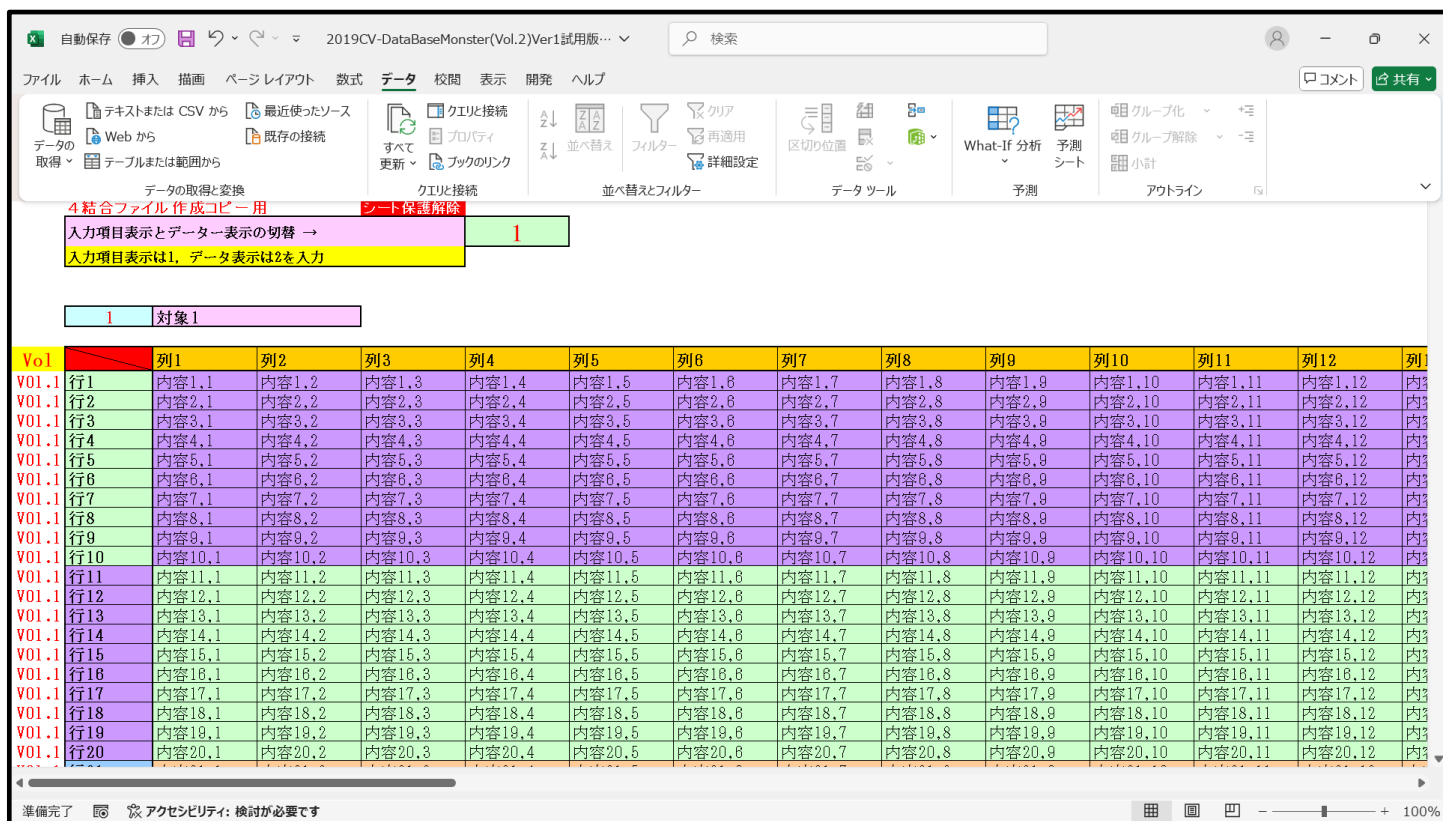 自動保存 オフ 2019CV-DataBaseMonster(Vol.2)Ver1試用版… 検索
ファイル ホーム 挿入 描画 ページ レイアウト 数式 データ 校閲 表示 開発 ヘルプ コメント 共有
データの取得 テキストまたは CSV から 最近使ったソース
Web から 既存の接続
テーブルまたは範囲から
すべて更新 クエリと接続
プロパティ
ブックのリンク
並べ替え フィルター クリア
再適用
詳細設定
区切り位置 What-If 分析 予測シート グループ化
グループ解除
小計
データの取得と変換 クエリと接続 並べ替えとフィルター データ ツール 予測 アウトライン
4結合ファイル作成コピー用 シート保護解除
入力項目表示とデーター表示の切替 → 1
入力項目表示は1, データ表示は2を入力
1 対象1
Vol 列1 列2 列3 列4 列5 列6 列7 列8 列9 列10 列11 列12
VOl.1 行1 内容1,1 内容1,2 内容1,3 内容1,4 内容1,5 内容1,6 内容1,7 内容1,8 内容1,9 内容1,10 内容1,11 内容1,12
VOl.1 行2 内容2,1 内容2,2 内容2,3 内容2,4 内容2,5 内容2,6 内容2,7 内容2,8 内容2,9 内容2,10 内容2,11 内容2,12
VOl.1 行3 内容3,1 内容3,2 内容3,3 内容3,4 内容3,5 内容3,6 内容3,7 内容3,8 内容3,9 内容3,10 内容3,11 内容3,12
VOl.1 行4 内容4,1 内容4,2 内容4,3 内容4,4 内容4,5 内容4,6 内容4,7 内容4,8 内容4,9 内容4,10 内容4,11 内容4,12
VOl.1 行5 内容5,1 内容5,2 内容5,3 内容5,4 内容5,5 内容5,6 内容5,7 内容5,8 内容5,9 内容5,10 内容5,11 内容5,12
VOl.1 行6 内容6,1 内容6,2 内容6,3 内容6,4 内容6,5 内容6,6 内容6,7 内容6,8 内容6,9 内容6,10 内容6,11 内容6,12
VOl.1 行7 内容7,1 内容7,2 内容7,3 内容7,4 内容7,5 内容7,6 内容7,7 内容7,8 内容7,9 内容7,10 内容7,11 内容7,12
VOl.1 行8 内容8,1 内容8,2 内容8,3 内容8,4 内容8,5 内容8,6 内容8,7 内容8,8 内容8,9 内容8,10 内容8,11 内容8,12
VOl.1 行9 内容9,1 内容9,2 内容9,3 内容9,4 内容9,5 内容9,6 内容9,7 内容9,8 内容9,9 内容9,10 内容9,11 内容9,12
VOl.1 行10 内容10,1 内容10,2 内容10,3 内容10,4 内容10,5 内容10,6 内容10,7 内容10,8 内容10,9 内容10,10 内容10,11 内容10,12
VOl.1 行11 内容11,1 内容11,2 内容11,3 内容11,4 内容11,5 内容11,6 内容11,7 内容11,8 内容11,9 内容11,10 内容11,11 内容11,12
VOl.1 行12 内容12,1 内容12,2 内容12,3 内容12,4 内容12,5 内容12,6 内容12,7 内容12,8 内容12,9 内容12,10 内容12,11 内容12,12
VOl.1 行13 内容13,1 内容13,2 内容13,3 内容13,4 内容13,5 内容13,6 内容13,7 内容13,8 内容13,9 内容13,10 内容13,11 内容13,12
VOl.1 行14 内容14,1 内容14,2 内容14,3 内容14,4 内容14,5 内容14,6 内容14,7 内容14,8 内容14,9 内容14,10 内容14,11 内容14,12
VOl.1 行15 内容15,1 内容15,2 内容15,3 内容15,4 内容15,5 内容15,6 内容15,7 内容15,8 内容15,9 内容15,10 内容15,11 内容15,12
VOl.1 行16 内容16,1 内容16,2 内容16,3 内容16,4 内容16,5 内容16,6 内容16,7 内容16,8 内容16,9 内容16,10 内容16,11 内容16,12
VOl.1 行17 内容17,1 内容17,2 内容17,3 内容17,4 内容17,5 内容17,6 内容17,7 内容17,8 内容17,9 内容17,10 内容17,11 内容17,12
VOl.1 行18 内容18,1 内容18,2 内容18,3 内容18,4 内容18,5 内容18,6 内容18,7 内容18,8 内容18,9 内容18,10 内容18,11 内容18,12
VOl.1 行19 内容19,1 内容19,2 内容19,3 内容19,4 内容19,5 内容19,6 内容19,7 内容19,8 内容19,9 内容19,10 内容19,11 内容19,12
VOl.1 行20 内容20,1 内容20,2 内容20,3 内容20,4 内容20,5 内容20,6 内容20,7 内容20,8 内容20,9 内容20,10 内容20,11 内容20,12
準備完了 アクセシビリティ: 検討が必要です 100%